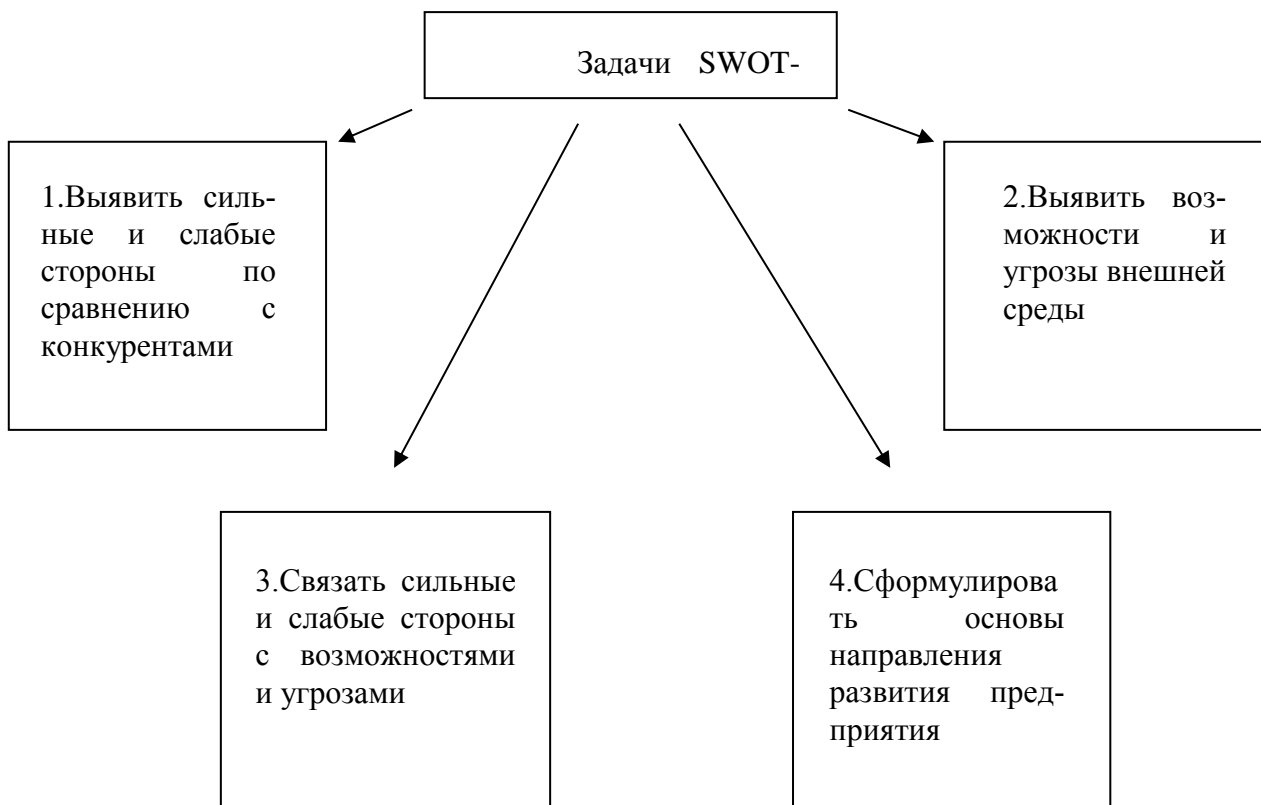 Задачи SWOT-
1.Выявить силь-
ные и слабые
стороны по
сравнению с
конкурентами
2.Выявить воз-
можности и
угрозы внешней
среды
3.Связать сильные
и слабые стороны
с возможностями
и угрозами
4.Сформулирова
ть основы
направления
развития пред-
приятия